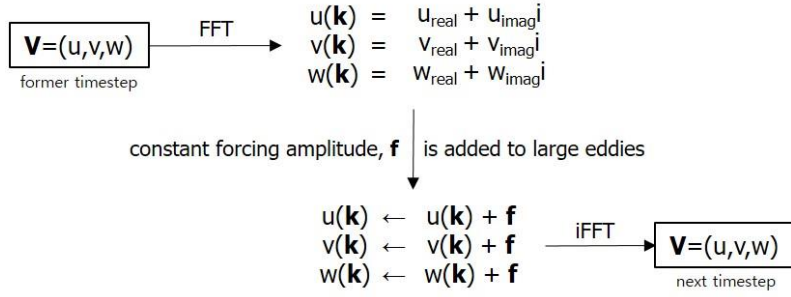 V=(u,v,w)
former timestep
FFT
u(k) = u_real + u_imag i
v(k) = v_real + v_imag i
w(k) = w_real + w_imag i
constant forcing amplitude, f is added to large eddies
u(k) ← u(k) + f
v(k) ← v(k) + f
w(k) ← w(k) + f
iFFT
V=(u,v,w)
next timestep